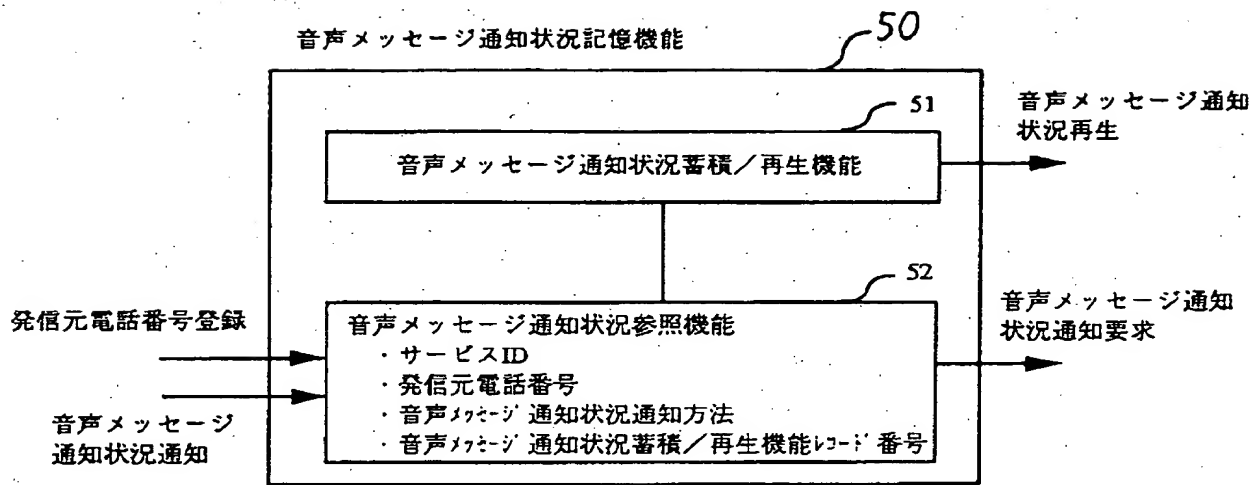 音声メッセージ通知状況記憶機能
50
51
音声メッセージ通知状況蓄積／再生機能
音声メッセージ通知
状況再生
52
音声メッセージ通知状況参照機能
・サービスID
・発信元電話番号
・音声ﾒｯｾｰｼﾞ通知状況通知方法
・音声ﾒｯｾｰｼﾞ通知状況蓄積／再生機能ﾚｺｰﾄﾞ番号
発信元電話番号登録
音声メッセージ
通知状況通知
音声メッセージ通知
状況通知要求